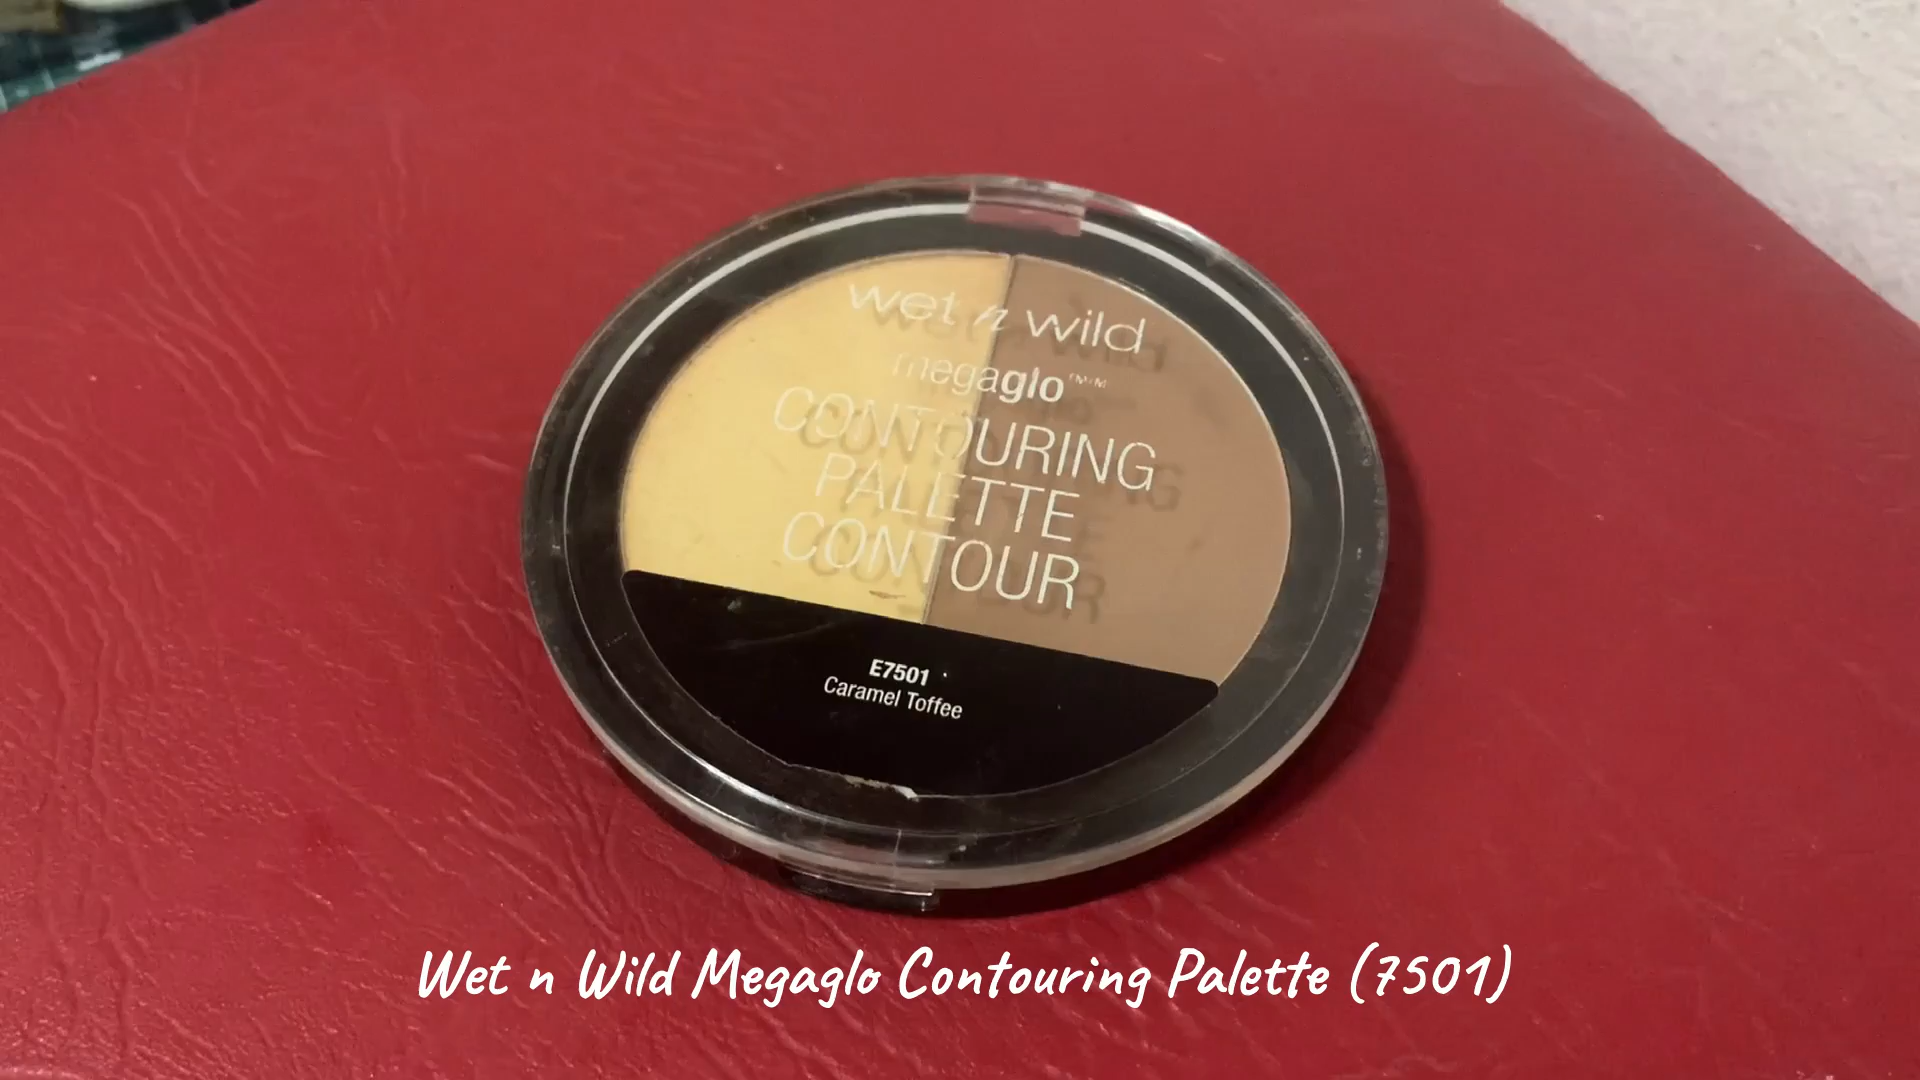 wet n wild
megaglo™
CONTOURING
PALETTE
CONTOUR
E7501
Caramel Toffee
Wet n Wild Megaglo Contouring Palette (7501)